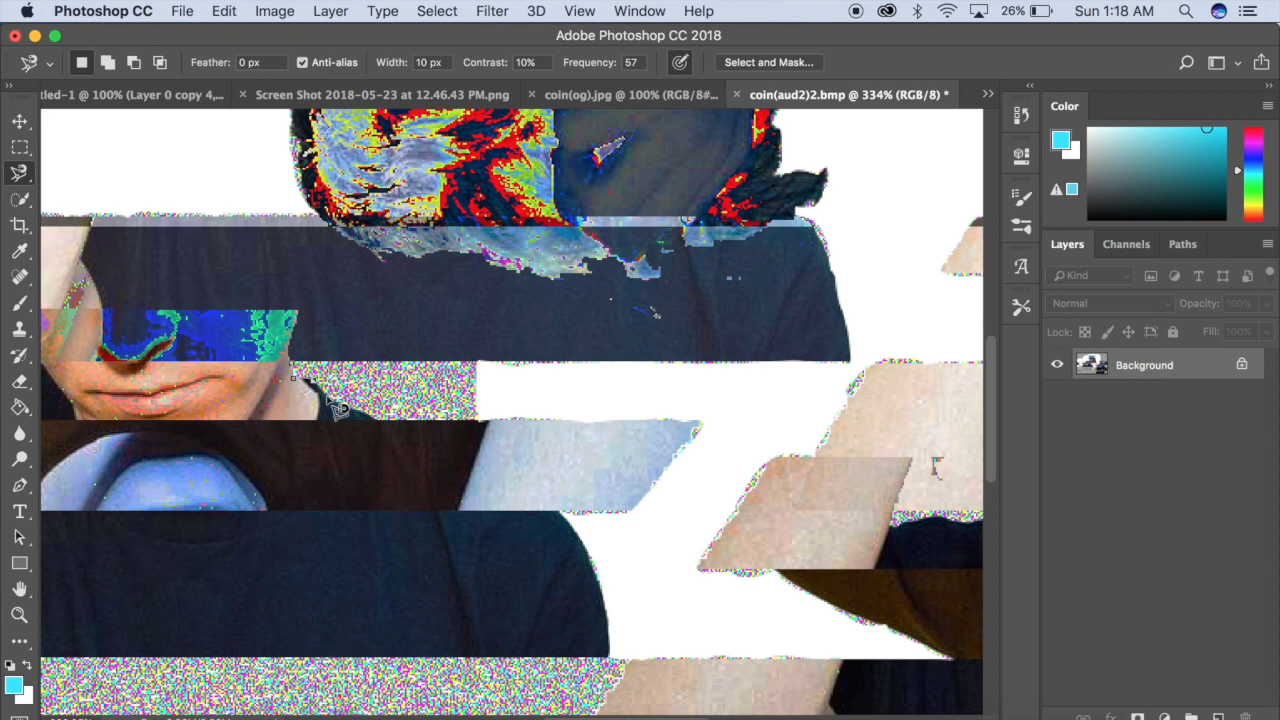 Photoshop CC File Edit Image Layer Type Select Filter 3D View Window Help 26% Sun 1:18 AM
Adobe Photoshop CC 2018
Feather: 0 px Anti-alias Width: 10 px Contrast: 10% Frequency: 57 Select and Mask...
tled-1 @ 100% (Layer 0 copy 4,... Screen Shot 2018-05-23 at 12.46.43 PM.png coin(og).jpg @ 100% (RGB/8#... coin(aud2)2.bmp @ 334% (RGB/8) *
Color
Layers Channels Paths
Kind
Normal Opacity: 100%
Lock: Fill: 100%
Background